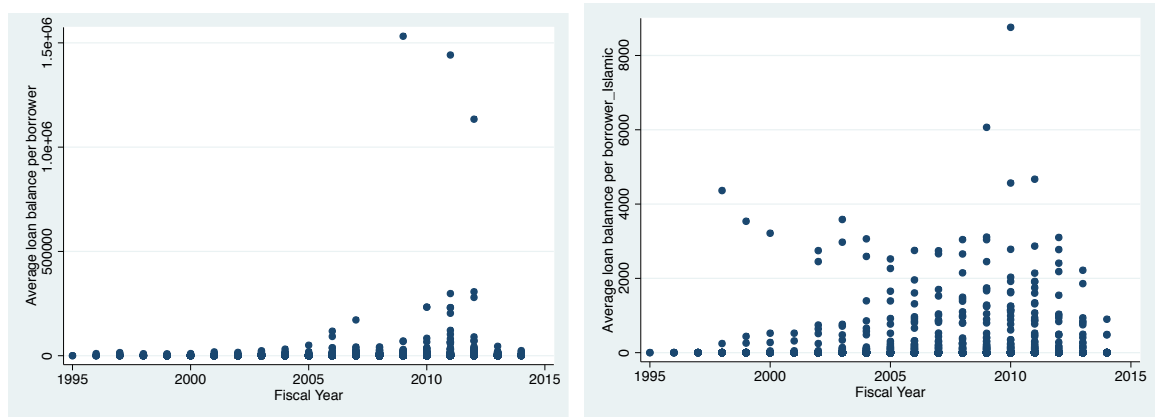 Average loan balance per borrower
1.5e+06
1.0e+06
500000
0
1995
2000
2005
2010
2015
Fiscal Year
Average loan balannce per borrower_Islamic
8000
6000
4000
2000
0
1995
2000
2005
2010
2015
Fiscal Year